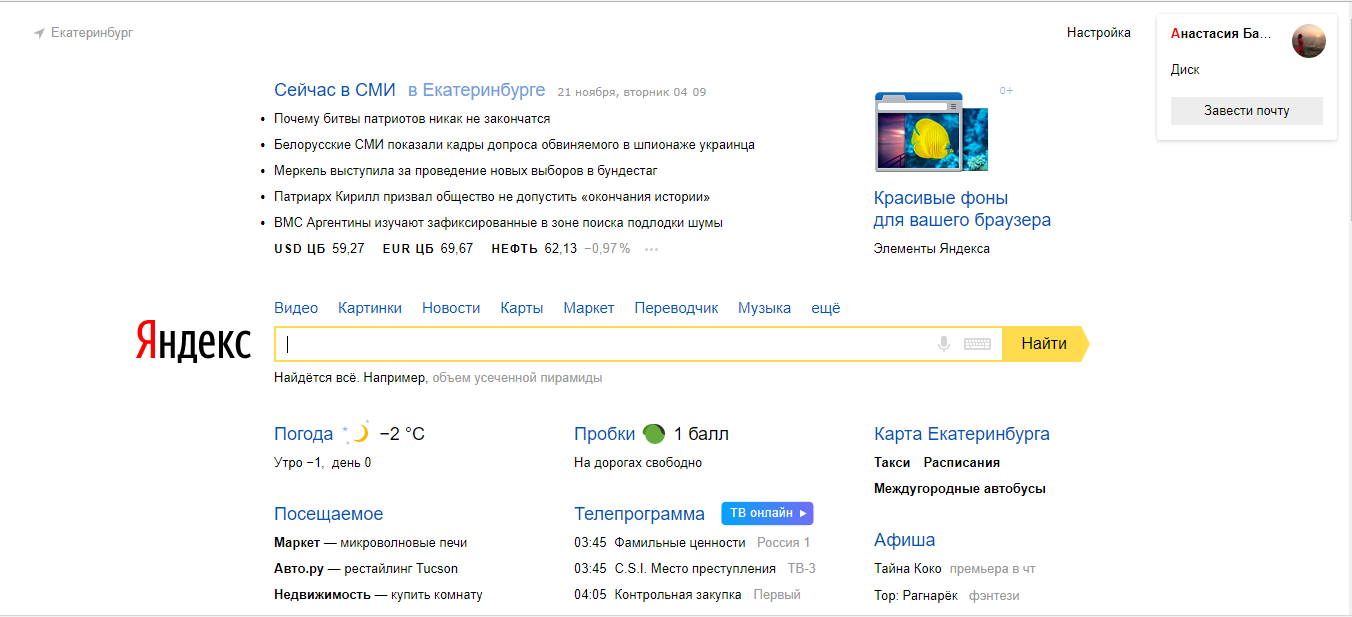 Екатеринбург
Настройка
Анастасия Ба...
Диск
Завести почту
Сейчас в СМИ в Екатеринбурге 21 ноября, вторник 04 09
Почему битвы патриотов никак не закончатся
Белорусские СМИ показали кадры допроса обвиняемого в шпионаже украинца
Меркель выступила за проведение новых выборов в бундестаг
Патриарх Кирилл призвал общество не допустить «окончания истории»
ВМС Аргентины изучают зафиксированные в зоне поиска подлодки шумы
USD ЦБ 59,27 EUR ЦБ 69,67 НЕФТЬ 62,13 −0,97 % ···
0+
Красивые фоны
для вашего браузера
Элементы Яндекса
Видео Картинки Новости Карты Маркет Переводчик Музыка ещё
Яндекс
Найти
Найдётся всё. Например, объем усеченной пирамиды
Погода −2 °C
Утро −1, день 0
Пробки 1 балл
На дорогах свободно
Карта Екатеринбурга
Такси Расписания
Междугородные автобусы
Посещаемое
Маркет — микроволновые печи
Авто.ру — рестайлинг Tucson
Недвижимость — купить комнату
Телепрограмма ТВ онлайн
03:45 Фамильные ценности Россия 1
03:45 C.S.I. Место преступления ТВ-3
04:05 Контрольная закупка Первый
Афиша
Тайна Коко премьера в чт
Тор: Рагнарёк фэнтези